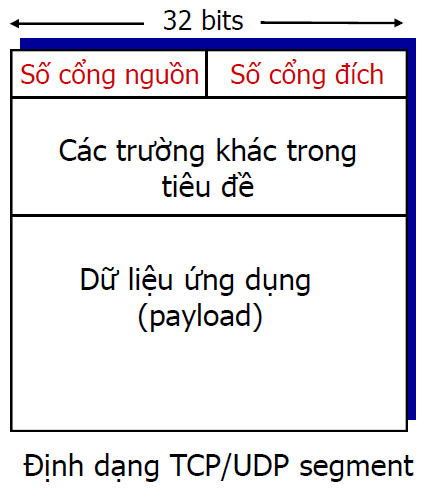 32 bits
Số cổng nguồn
Số cổng đích
Các trường khác trong
tiêu đề
Dữ liệu ứng dụng
(payload)
Định dạng TCP/UDP segment